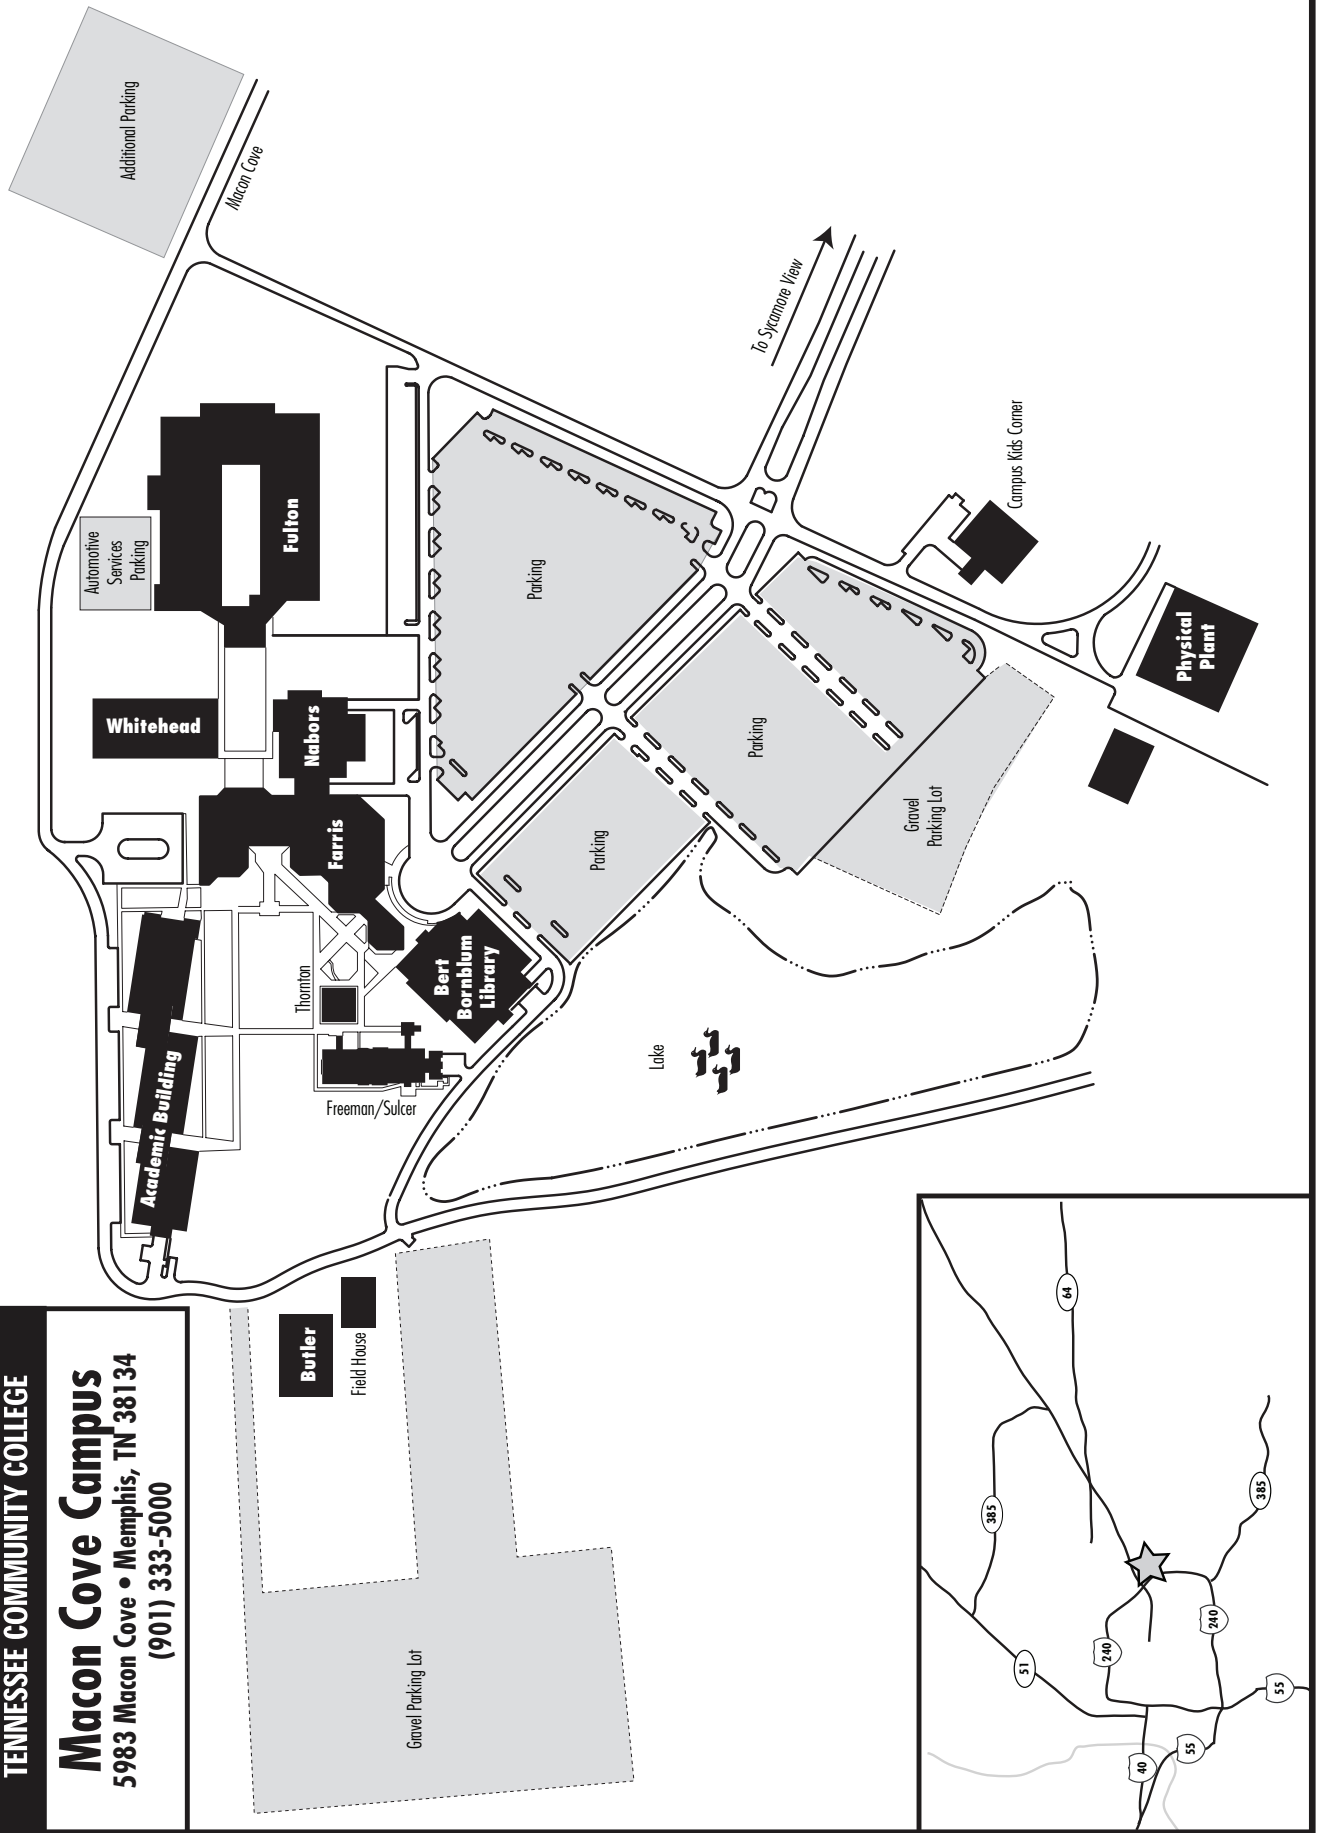 TENNESSEE COMMUNITY COLLEGE
Macon Cove Campus
5983 Macon Cove • Memphis, TN 38134
(901) 333-5000
Additional Parking
Macon Cove
Automotive
Services
Parking
Fulton
Whitehead
Nabors
Farris
Academic Building
Thornton
Freeman/Sulcer
Bert
Bornblum
Library
Butler
Field House
Gravel Parking Lot
Parking
Parking
Parking
Gravel
Parking Lot
Lake
To Sycamore View
Campus Kids Corner
Physical
Plant
64
385
385
51
240
240
40
55
55